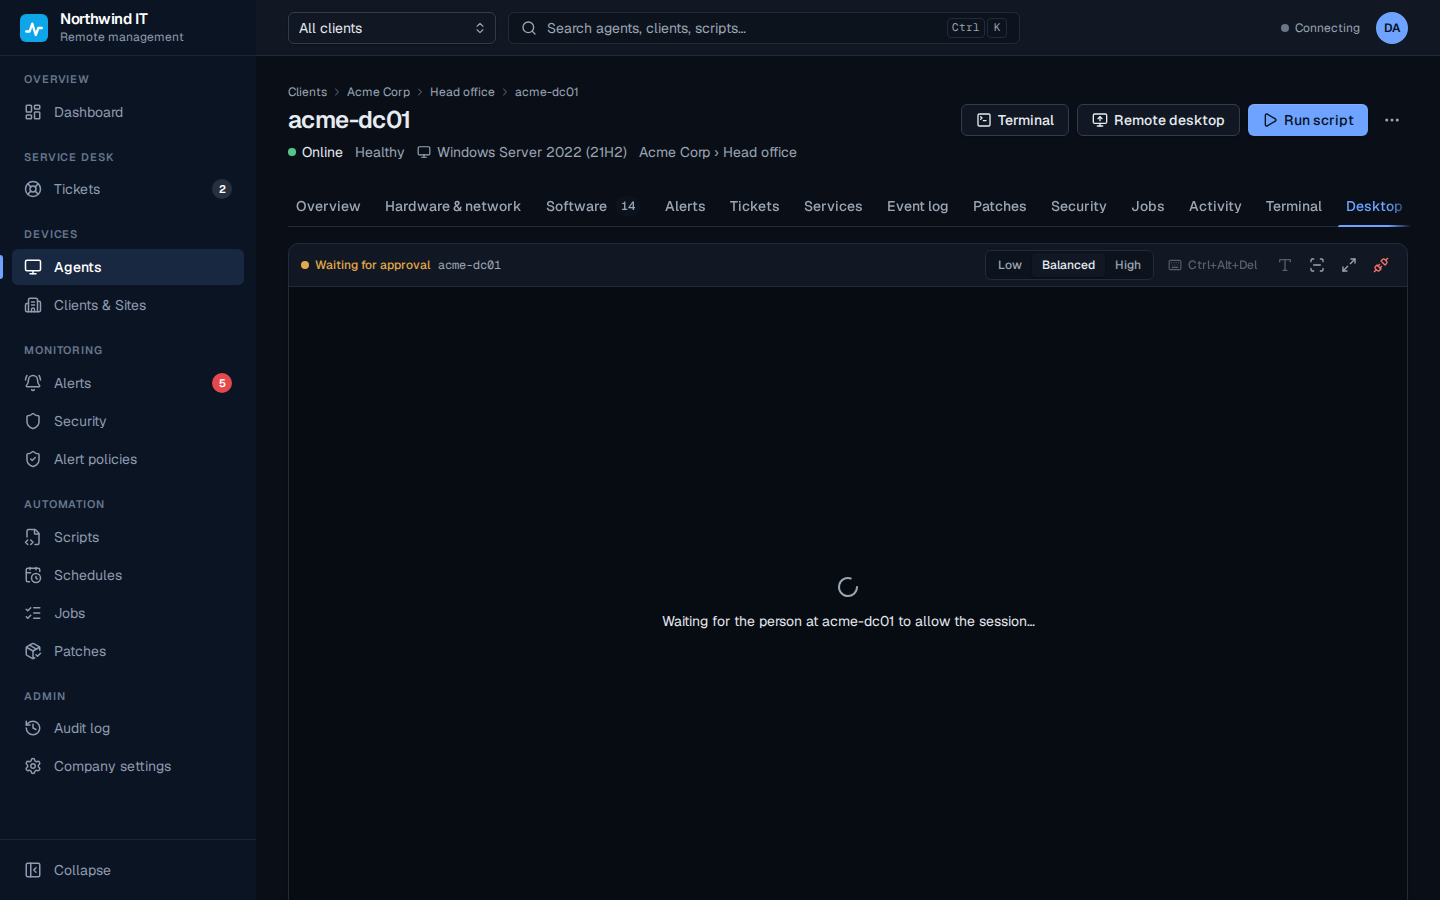 Northwind IT
Remote management
All clients
Search agents, clients, scripts...
Ctrl K
Connecting
DA
OVERVIEW
Dashboard
SERVICE DESK
Tickets 2
DEVICES
Agents
Clients & Sites
MONITORING
Alerts 5
Security
Alert policies
AUTOMATION
Scripts
Schedules
Jobs
Patches
ADMIN
Audit log
Company settings
Collapse
Clients > Acme Corp > Head office > acme-dc01
acme-dc01
Terminal
Remote desktop
Run script
Online Healthy Windows Server 2022 (21H2) Acme Corp › Head office
Overview Hardware & network Software 14 Alerts Tickets Services Event log Patches Security Jobs Activity Terminal Desktop
Waiting for approval acme-dc01
Low Balanced High Ctrl+Alt+Del
Waiting for the person at acme-dc01 to allow the session...